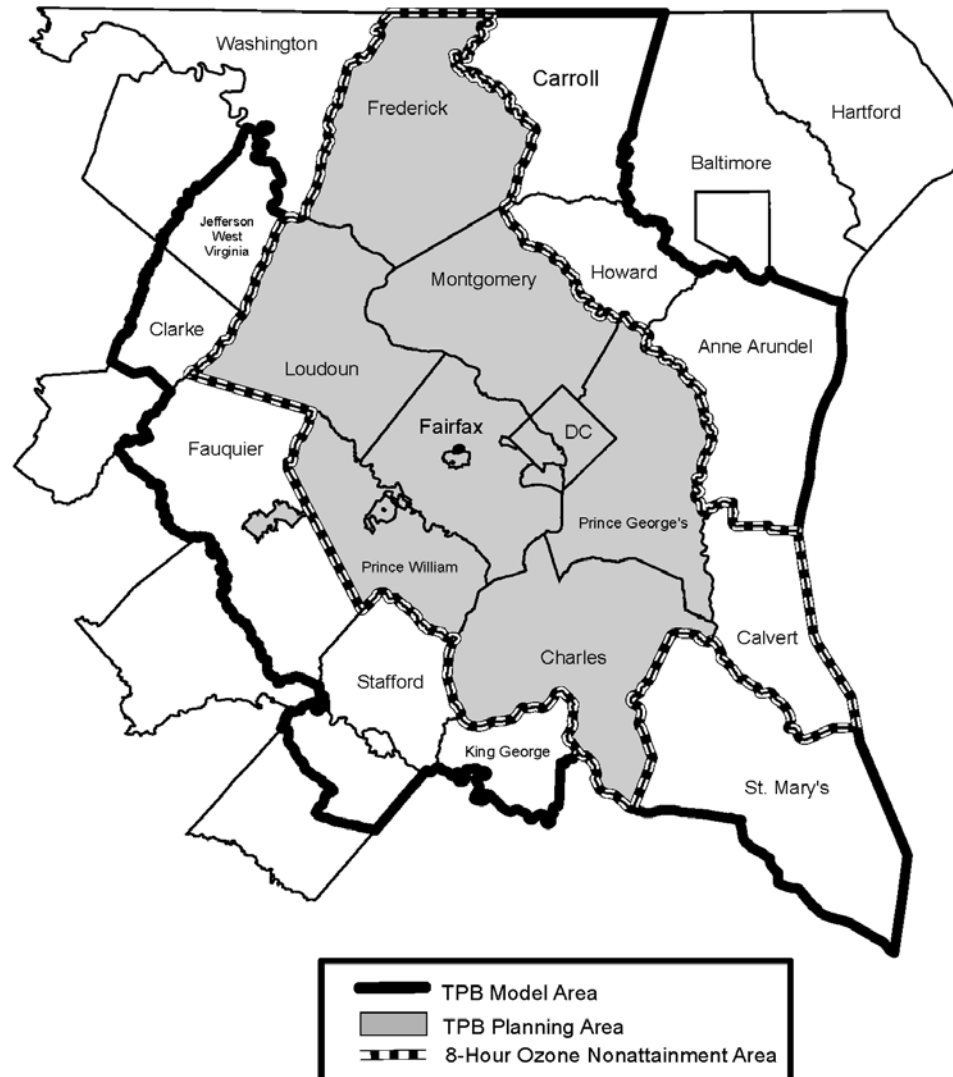 Washington
Carroll
Frederick
Hartford
Baltimore
Jefferson
West
Virginia
Howard
Montgomery
Clarke
Anne Arundel
Loudoun
Fairfax
DC
Fauquier
Prince George's
Prince William
Calvert
Charles
Stafford
King George
St. Mary's
TPB Model Area
TPB Planning Area
8-Hour Ozone Nonattainment Area